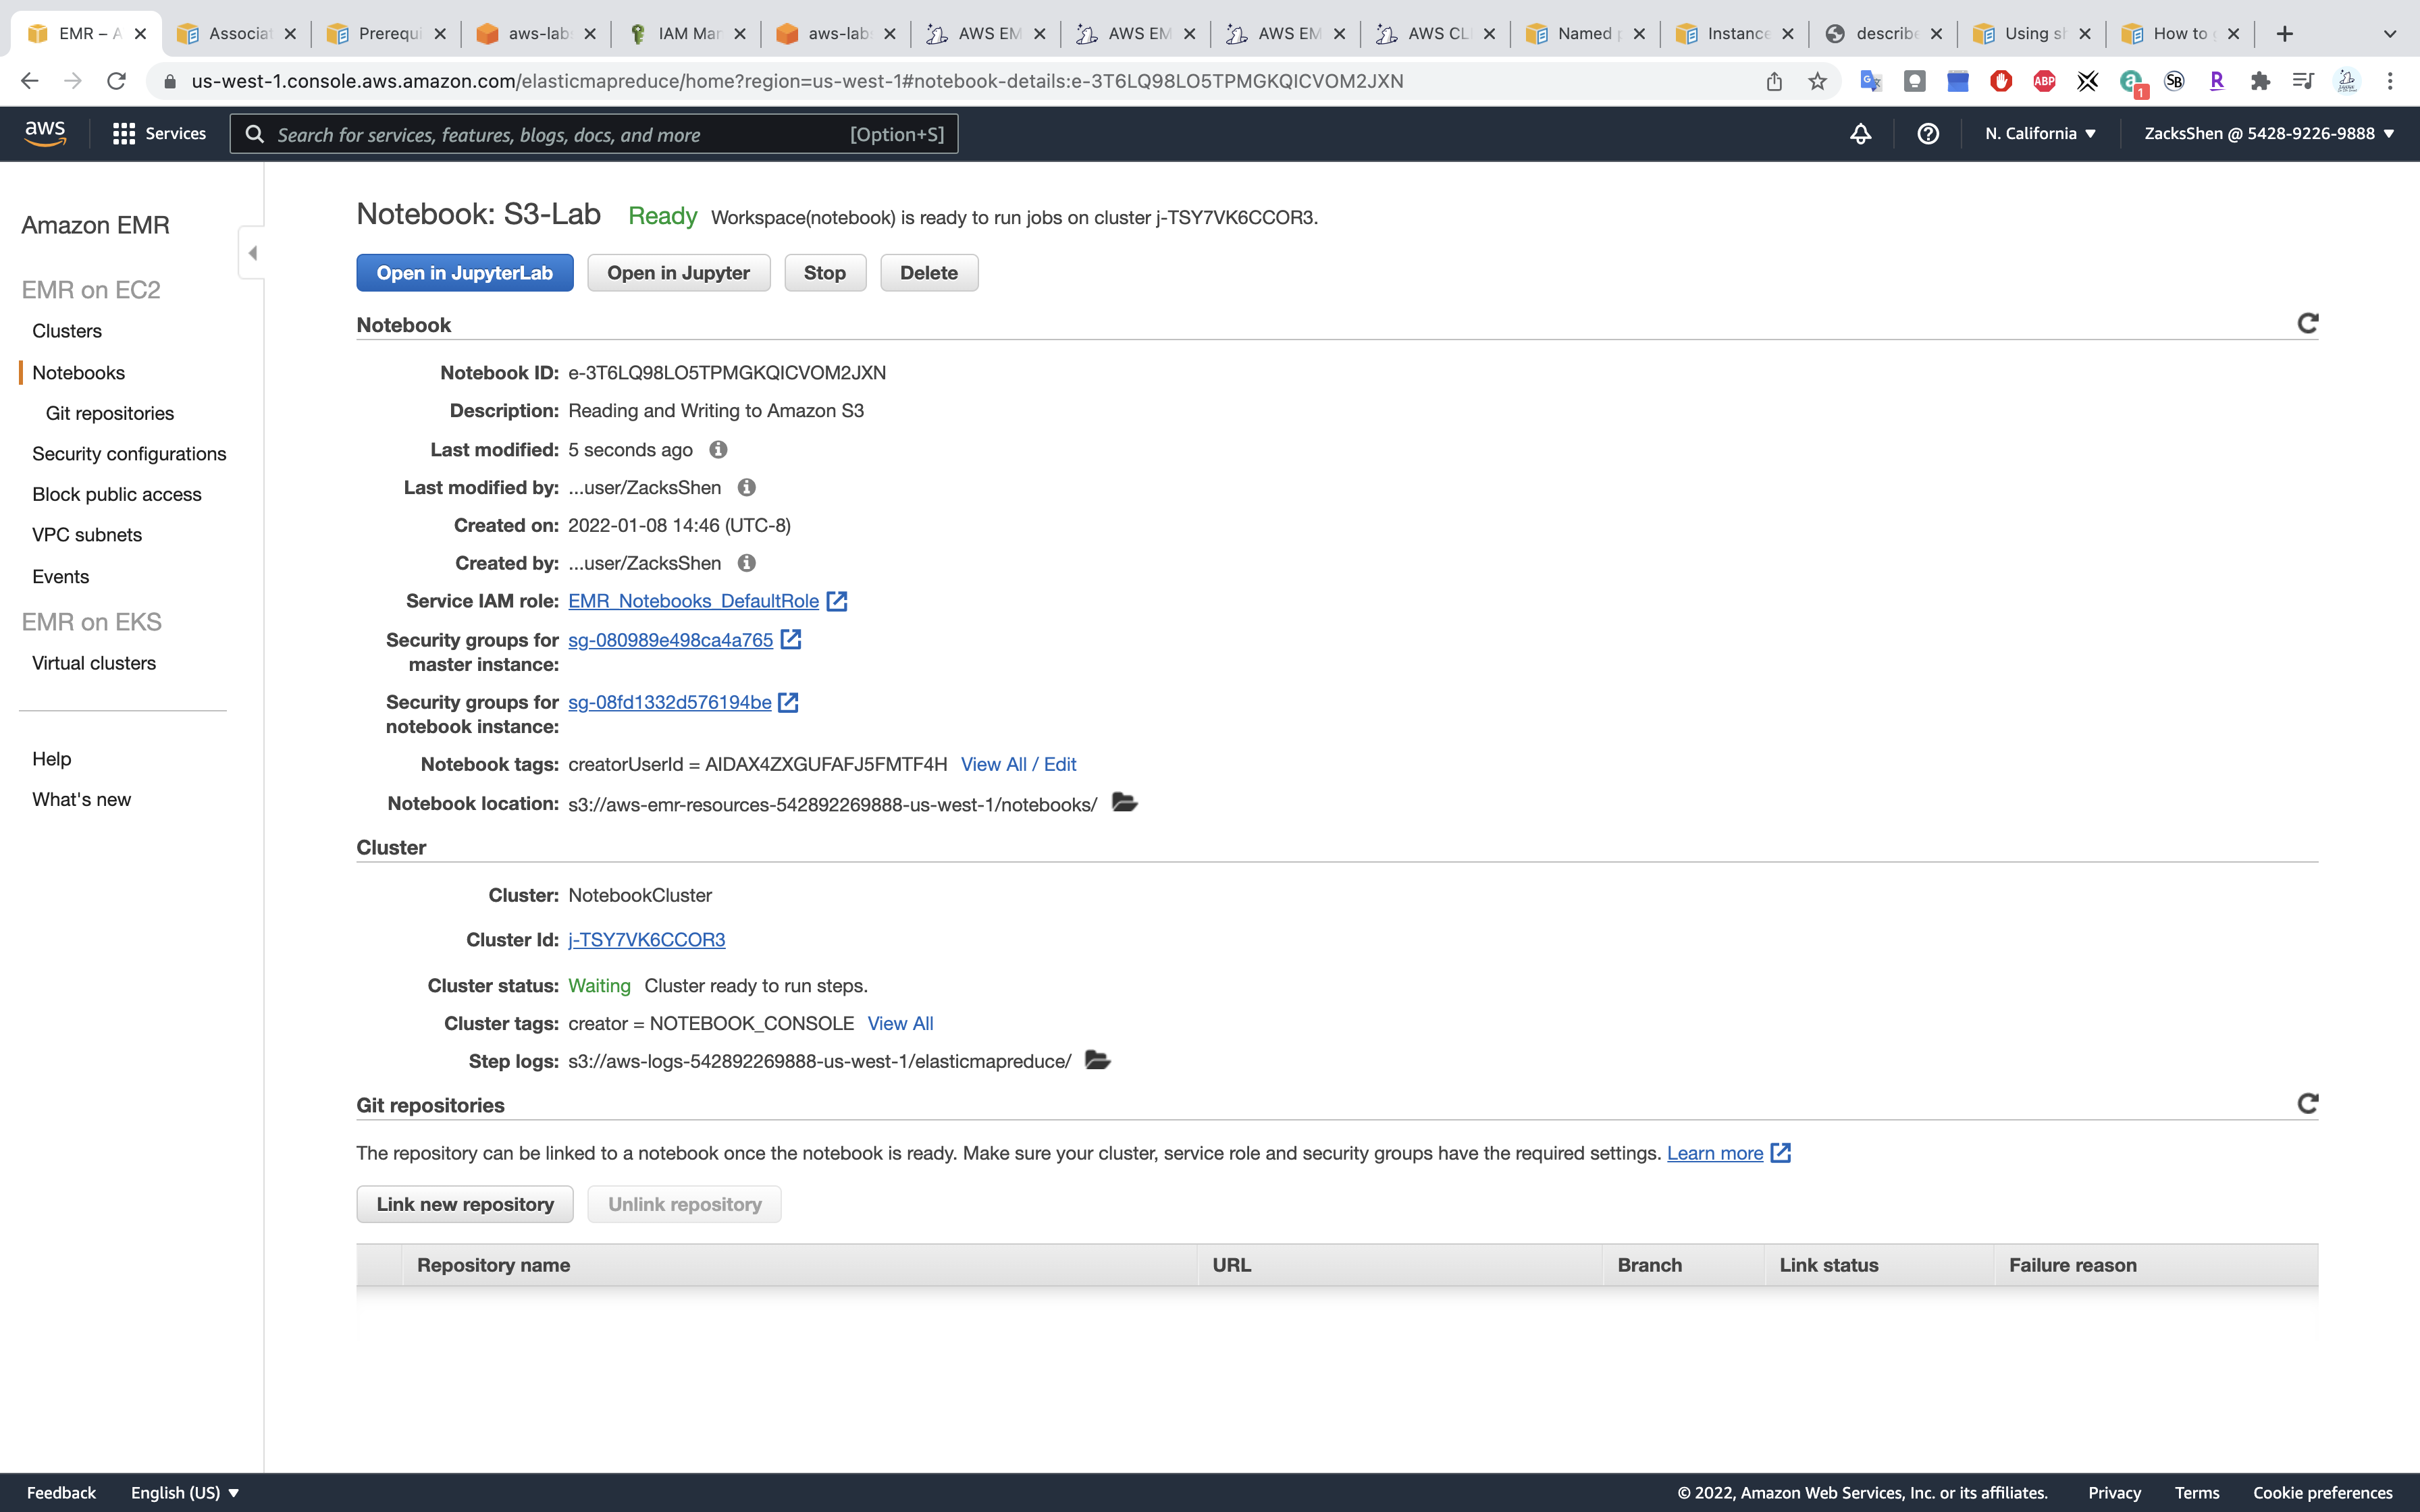 EMR – A
Associat
Prerequi
aws-lab
IAM Mar
aws-lab
AWS EM
AWS EM
AWS EM
AWS CL
Named
Instance
describe
Using s
How to
us-west-1.console.aws.amazon.com/elasticmapreduce/home?region=us-west-1#notebook-details:e-3T6LQ98LO5TPMGKQICVOM2JXN
ABP
1
SB
R
aws
Services
Search for services, features, blogs, docs, and more
[Option+S]
N. California
ZacksShen @ 5428-9226-9888
Amazon EMR
EMR on EC2
Clusters
Notebooks
Git repositories
Security configurations
Block public access
VPC subnets
Events
EMR on EKS
Virtual clusters
Help
What's new
Notebook: S3-Lab Ready Workspace(notebook) is ready to run jobs on cluster j-TSY7VK6CCOR3.
Open in JupyterLab
Open in Jupyter
Stop
Delete
Notebook
Notebook ID: e-3T6LQ98LO5TPMGKQICVOM2JXN
Description: Reading and Writing to Amazon S3
Last modified: 5 seconds ago
Last modified by: ...user/ZacksShen
Created on: 2022-01-08 14:46 (UTC-8)
Created by: ...user/ZacksShen
Service IAM role: EMR_Notebooks_DefaultRole
Security groups for sg-080989e498ca4a765
master instance:
Security groups for sg-08fd1332d576194be
notebook instance:
Notebook tags: creatorUserId = AIDAX4ZXGUFAFJ5FMTF4H View All / Edit
Notebook location: s3://aws-emr-resources-542892269888-us-west-1/notebooks/
Cluster
Cluster: NotebookCluster
Cluster Id: j-TSY7VK6CCOR3
Cluster status: Waiting Cluster ready to run steps.
Cluster tags: creator = NOTEBOOK_CONSOLE View All
Step logs: s3://aws-logs-542892269888-us-west-1/elasticmapreduce/
Git repositories
The repository can be linked to a notebook once the notebook is ready. Make sure your cluster, service role and security groups have the required settings. Learn more
Link new repository
Unlink repository
Repository name
URL
Branch
Link status
Failure reason
Feedback
English (US)
© 2022, Amazon Web Services, Inc. or its affiliates.
Privacy
Terms
Cookie preferences